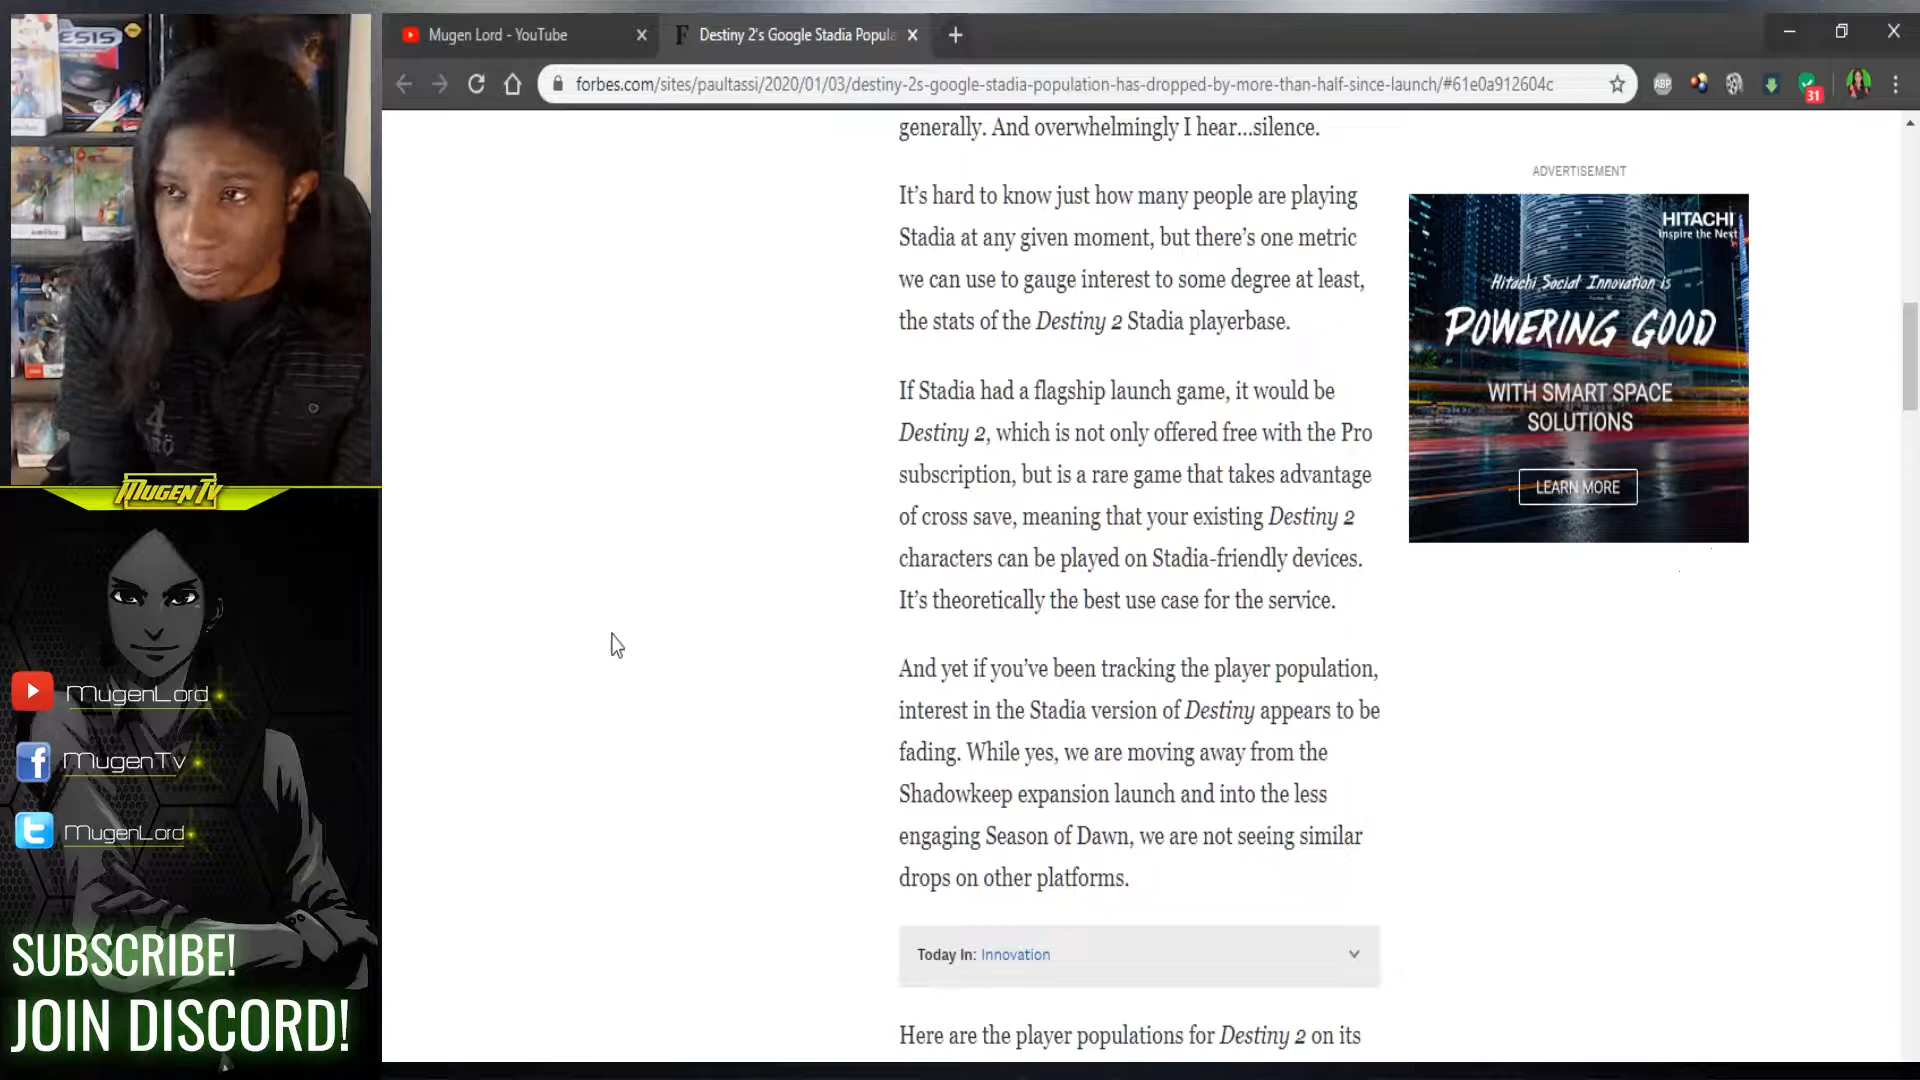 ESIS
MUGENTV
MugenLord
MugenTv
MugenLord
SUBSCRIBE!
JOIN DISCORD!
Mugen Lord - YouTube
Destiny 2's Google Stadia Popula
forbes.com/sites/paultassi/2020/01/03/destiny-2s-google-stadia-population-has-dropped-by-more-than-half-since-launch/#61e0a912604c
ABP
31
generally. And overwhelmingly I hear...silence.
It's hard to know just how many people are playing
Stadia at any given moment, but there's one metric
we can use to gauge interest to some degree at least,
the stats of the Destiny 2 Stadia playerbase.
If Stadia had a flagship launch game, it would be
Destiny 2, which is not only offered free with the Pro
subscription, but is a rare game that takes advantage
of cross save, meaning that your existing Destiny 2
characters can be played on Stadia-friendly devices.
It's theoretically the best use case for the service.
And yet if you've been tracking the player population,
interest in the Stadia version of Destiny appears to be
fading. While yes, we are moving away from the
Shadowkeep expansion launch and into the less
engaging Season of Dawn, we are not seeing similar
drops on other platforms.
Today In: Innovation
Here are the player populations for Destiny 2 on its
ADVERTISEMENT
HITACHI
Inspire the Next
Hitachi Social Innovation is
POWERING GOOD
WITH SMART SPACE
SOLUTIONS
LEARN MORE